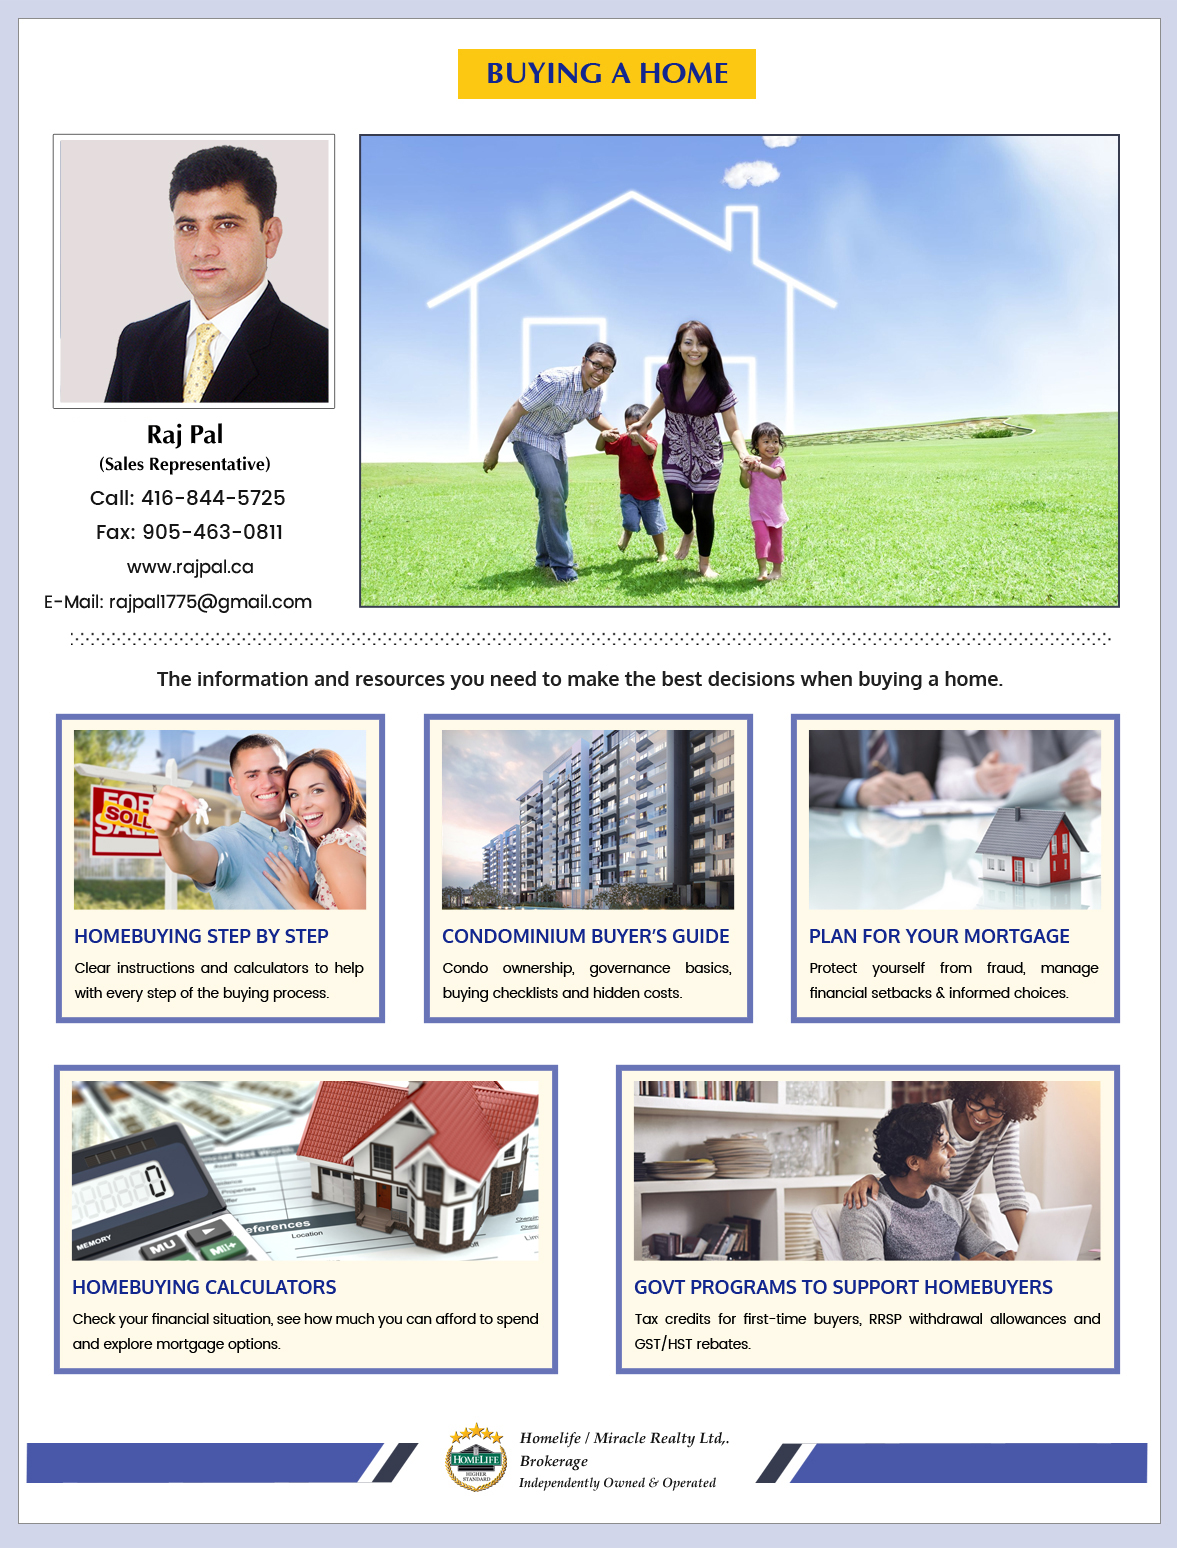 BUYING A HOME
Raj Pal
(Sales Representative)
Call: 416-844-5725
Fax: 905-463-0811
www.rajpal.ca
E-Mail: rajpal1775@gmail.com
The information and resources you need to make the best decisions when buying a home.
FOR
SOLD
SALE
HOMEBUYING STEP BY STEP
Clear instructions and calculators to help
with every step of the buying process.
CONDOMINIUM BUYER'S GUIDE
Condo ownership, governance basics,
buying checklists and hidden costs.
PLAN FOR YOUR MORTGAGE
Protect yourself from fraud, manage
financial setbacks & informed choices.
0
MEMORY
MU
MII+
eferences
Location
HOMEBUYING CALCULATORS
Check your financial situation, see how much you can afford to spend
and explore mortgage options.
GOVT PROGRAMS TO SUPPORT HOMEBUYERS
Tax credits for first-time buyers, RRSP withdrawal allowances and
GST/HST rebates.
HOMELIFE
HIGHER
STANDARD
Homelife / Miracle Realty Ltd,.
Brokerage
Independently Owned & Operated